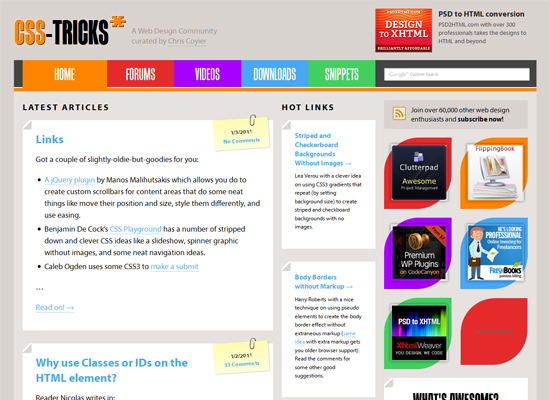 CSS-TRICKS*
A Web Design Community
curated by Chris Coyier
PSDTOHTML.COM
DESIGN
TO XHTML
BRILLIANTLY AFFORDABLE
PSD to HTML conversion
PSD2HTML.com with over 300
professionals takes the designs to
HTML and beyond
HOME
FORUMS
VIDEOS
DOWNLOADS
SNIPPETS
Google Custom Search
LATEST ARTICLES
1/3/2011
No Comments
Links
Got a couple of slightly-oldie-but-goodies for you:
• A jQuery plugin by Manos Malihutsakis which allows you do to
create custom scrollbars for content areas that do some neat
things like move their position and size, style them differently, and
use easing.
• Benjamin De Cock's CSS Playground has a number of stripped
down and clever CSS ideas like a slideshow, spinner graphic
without images, and some neat navigation ideas.
• Caleb Ogden uses some CSS3 to make a submit
...
Read on! →
1/2/2011
33 Comments
Why use Classes or IDs on the
HTML element?
Reader Nicolas writes in:
HOT LINKS
Striped and
Checkerboard
Backgrounds
Without Images →
Lea Verou with a clever idea
on using CSS3 gradients that
repeat (by setting
background size) to create
striped and checkboard
backgrounds with no
images.
Body Borders
without Markup →
Harry Roberts with a nice
technique on using pseudo
elements to create the body
border effect without
extraneous markup (same
idea with extra markup gets
you older browser support).
Read the comments for
some other good
suggestions.
Join over 60,000 other web design
enthusiasts and subscribe now!
Clutterpad
Awesome
Project Management
FlippingBook
Premium
WP Plugins
on CodeCanyon
WE'RE LOOKING
PROFESSIONAL
Online Invoicing for
Freelancers
FRESHBOOKS
painless billing
PSD to XHTML
XhtmlWeaver
YOU DESIGN, WE CODE
WHAT'S AWESOME?